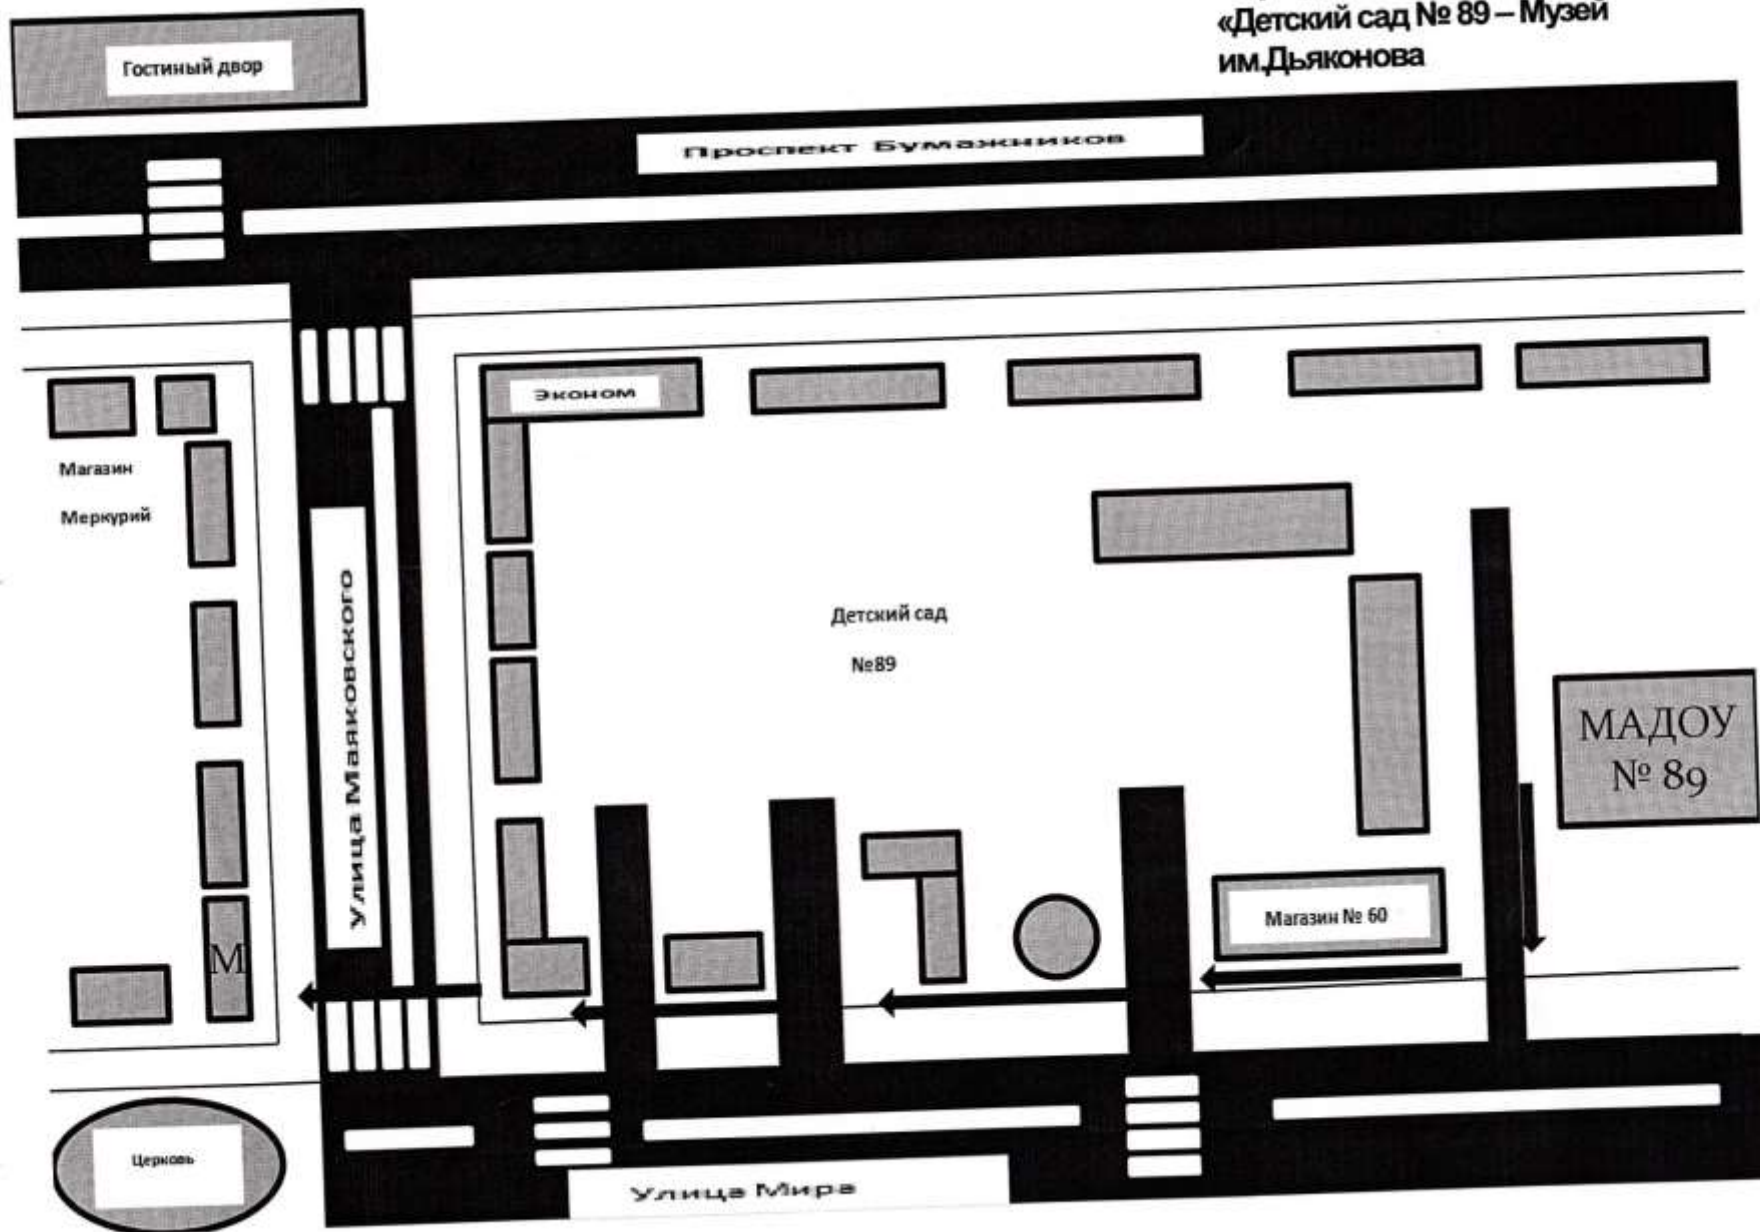 «Детский сад № 89 – Музей
им.Дьяконова
Гостиный двор
Проспект Бумажников
Эконом
Магазин
Меркурий
Улица Маяковского
Детский сад
№89
МАДОУ
№ 89
Магазин № 60
М
Церковь
Улица Мира